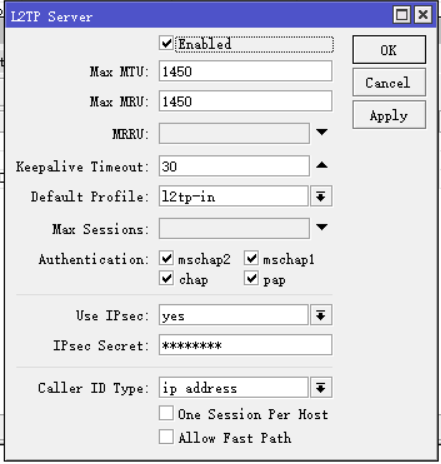 L2TP Server
Enabled
OK
Max MTU: 1450
Cancel
Max MRU: 1450
Apply
MRRU:
Keepalive Timeout: 30
Default Profile: l2tp-in
Max Sessions:
Authentication: mschap2 mschap1
chap pap
Use IPsec: yes
IPsec Secret: ********
Caller ID Type: ip address
One Session Per Host
Allow Fast Path